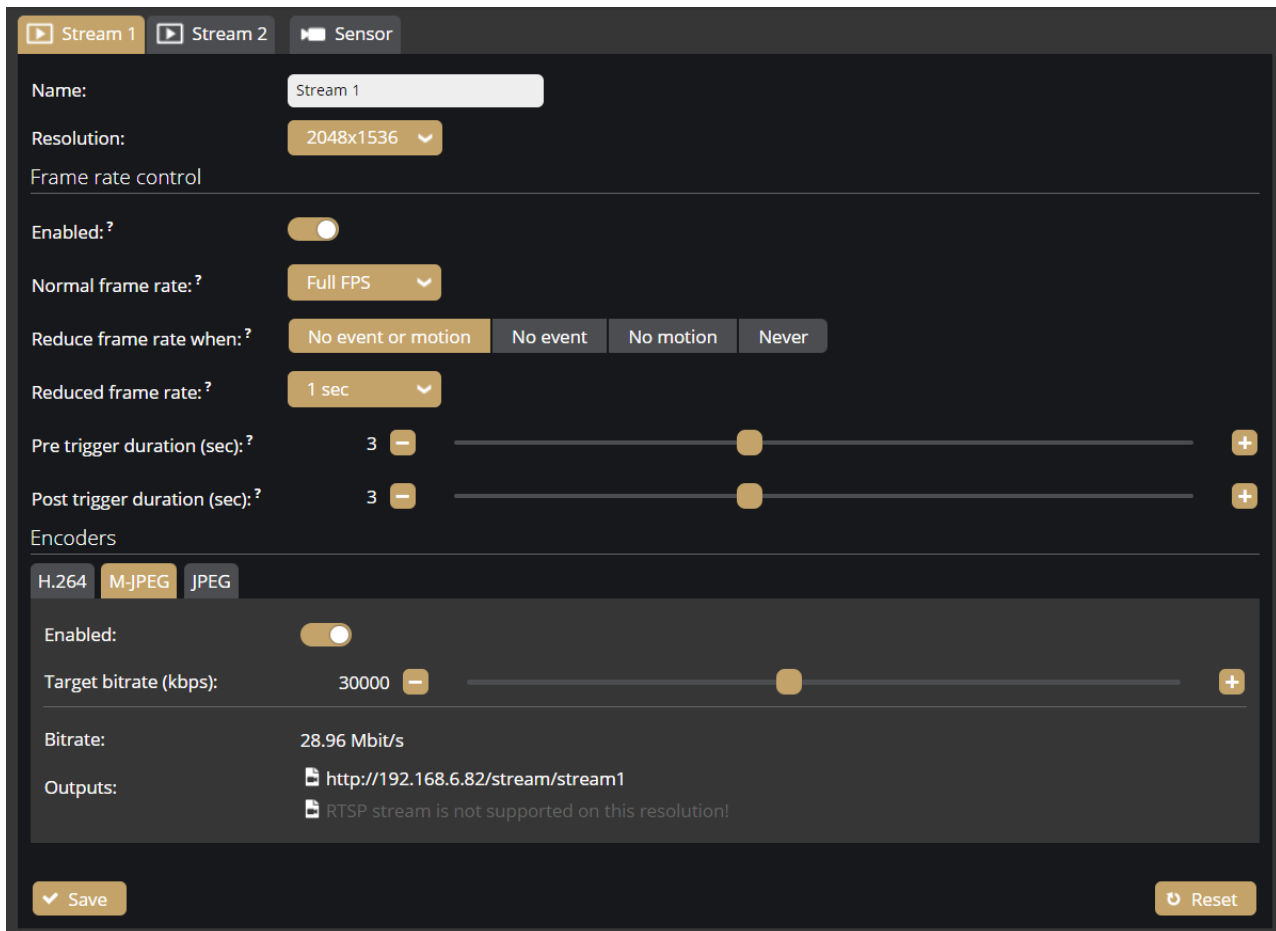 Stream 1 Stream 2 Sensor
Name: Stream 1
Resolution: 2048x1536
Frame rate control
Enabled: ?
Normal frame rate: ? Full FPS
Reduce frame rate when: ? No event or motion No event No motion Never
Reduced frame rate: ? 1 sec
Pre trigger duration (sec): ? 3
Post trigger duration (sec): ? 3
Encoders
H.264 M-JPEG JPEG
Enabled:
Target bitrate (kbps): 30000
Bitrate: 28.96 Mbit/s
Outputs: http://192.168.6.82/stream/stream1
RTSP stream is not supported on this resolution!
Save Reset